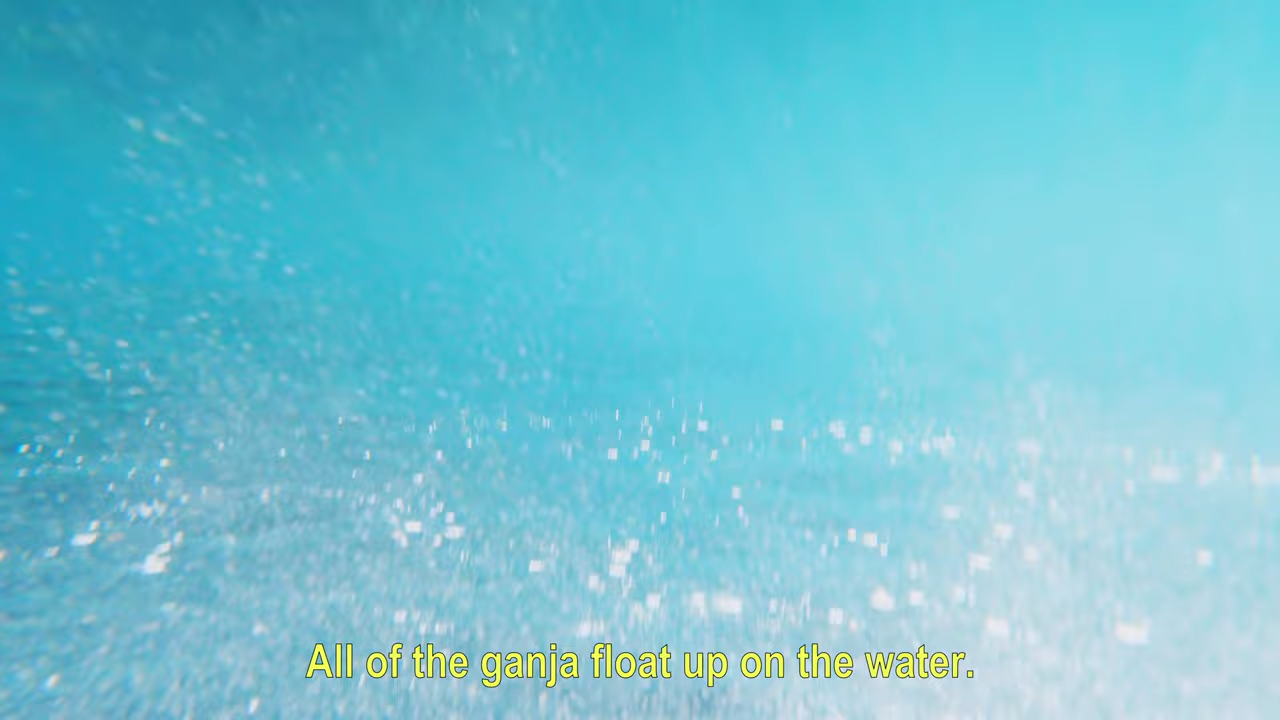 All of the ganja float up on the water.